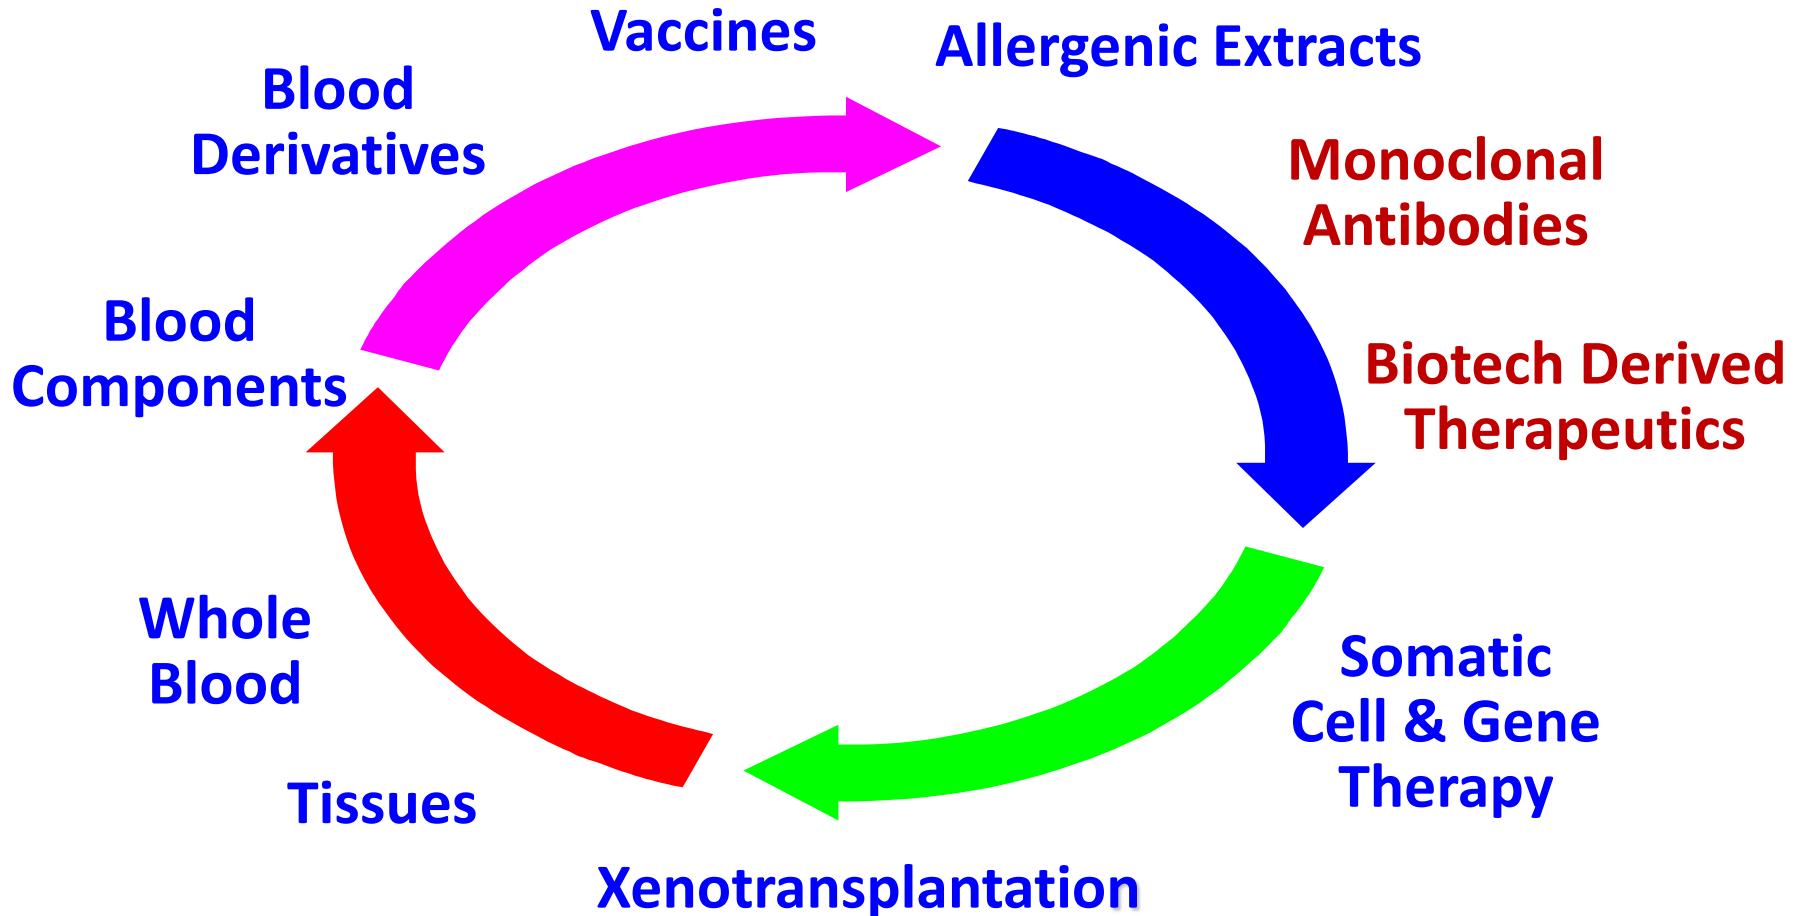 Vaccines
Allergenic Extracts
Blood
Derivatives
Monoclonal
Antibodies
Blood
Components
Biotech Derived
Therapeutics
Whole
Blood
Somatic
Cell & Gene
Therapy
Tissues
Xenotransplantation